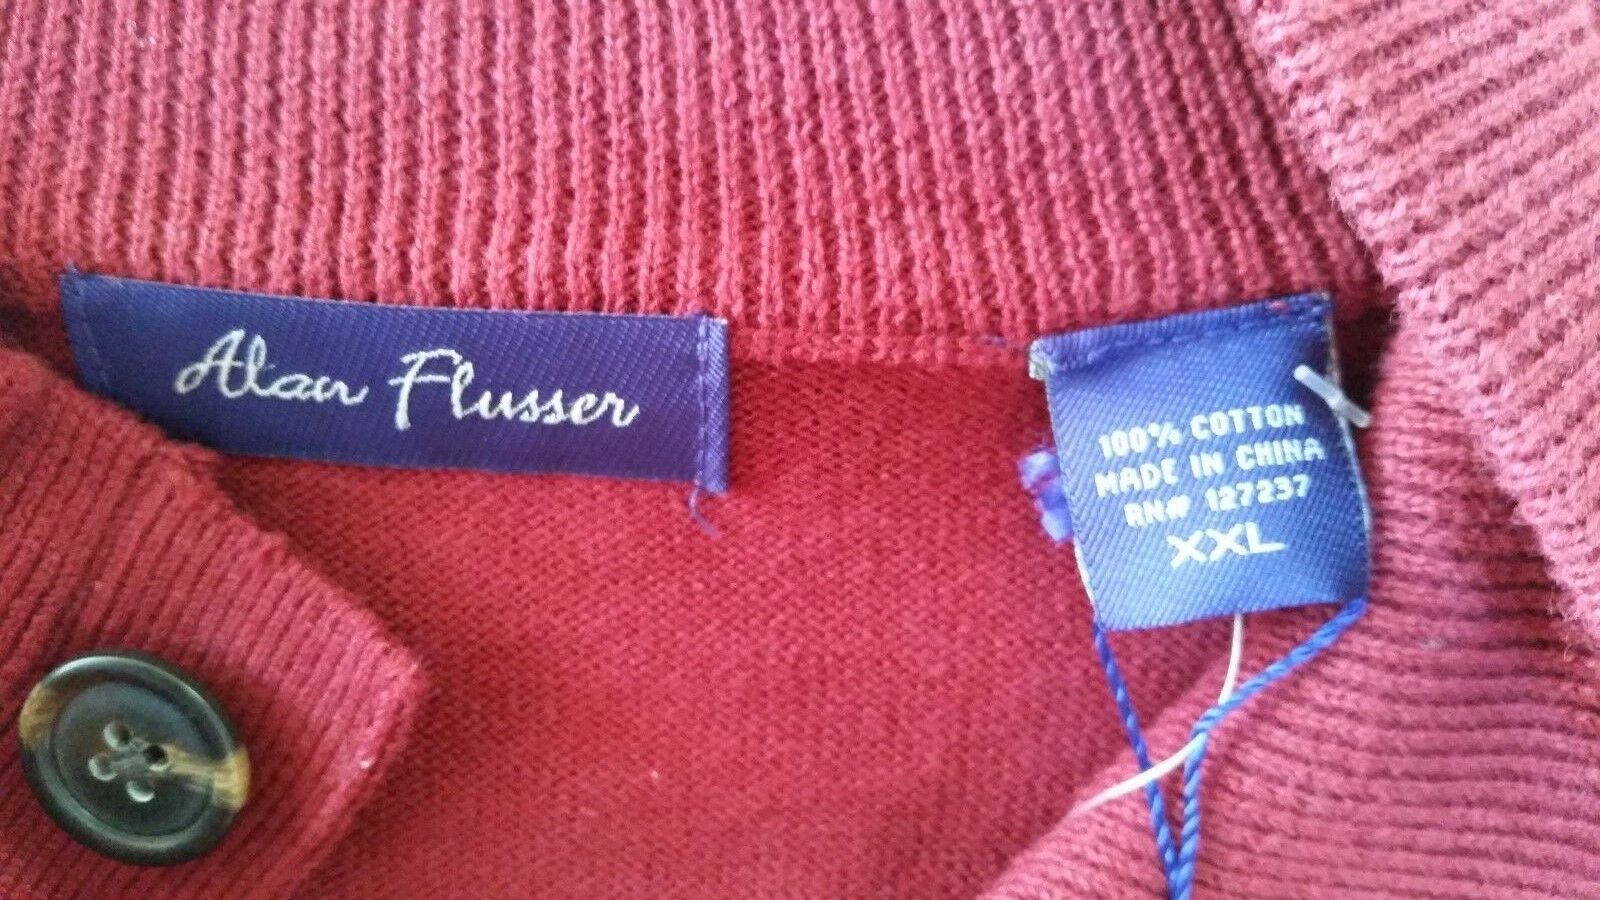 Alan Flusser
100% COTTON
MADE IN CHINA
RN# 127237
XXL